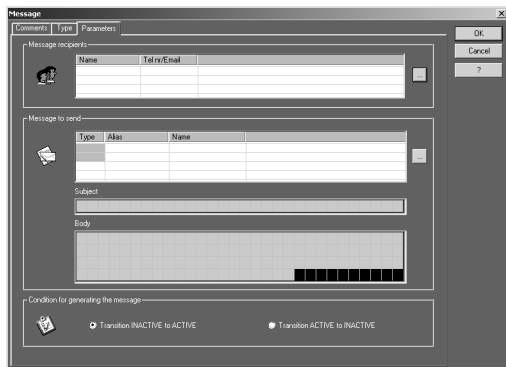 Message
X
Comments Type Parameters
OK
Cancel
?
Message recipients
Name Tel nr/Email
...
Message to send
Type Alias Name
...
Subject
Body
Condition for generating the message
Transition INACTIVE to ACTIVE Transition ACTIVE to INACTIVE